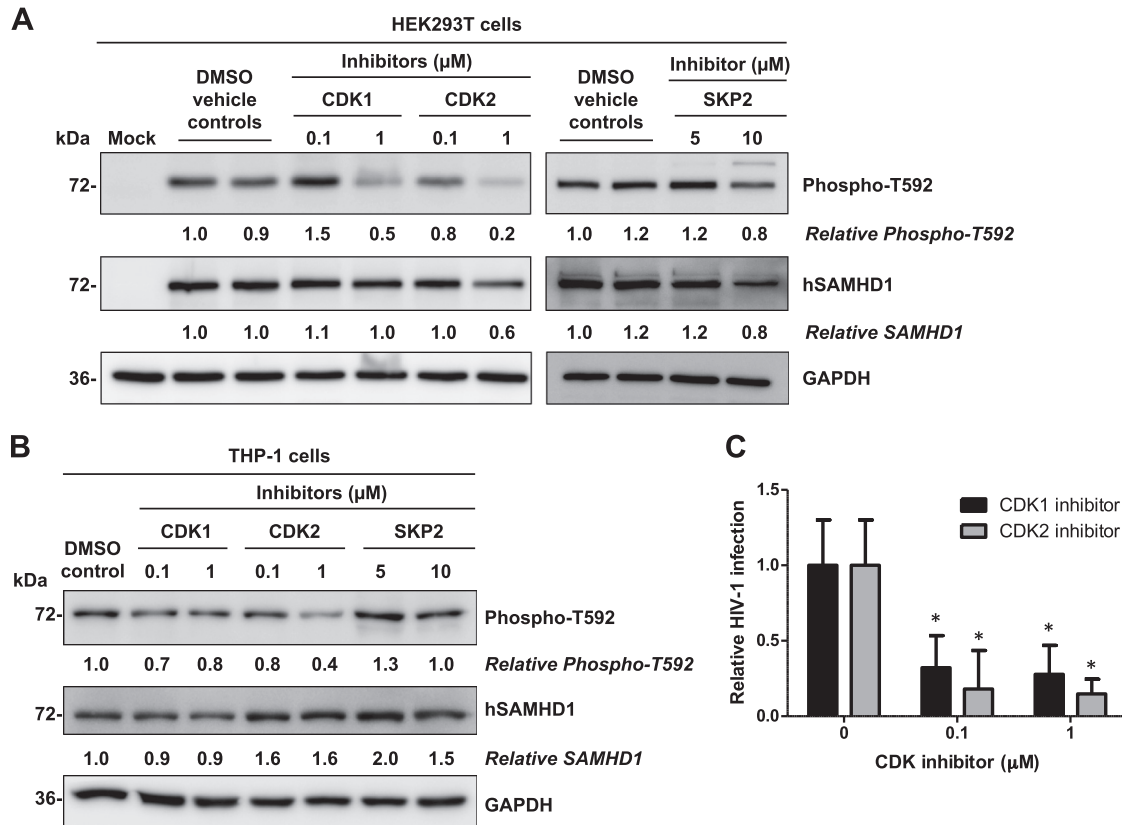 A
HEK293T cells
Inhibitors (µM)
Inhibitor (µM)
DMSO vehicle controls
CDK1
CDK2
DMSO vehicle controls
SKP2
kDa
Mock
0.1
1
0.1
1
5
10
72-
Phospho-T592
1.0 0.9 1.5 0.5 0.8 0.2 1.0 1.2 1.2 0.8 Relative Phospho-T592
72-
hSAMHD1
1.0 1.0 1.1 1.0 1.0 0.6 1.0 1.2 1.2 0.8 Relative SAMHD1
36-
GAPDH
B
THP-1 cells
Inhibitors (µM)
DMSO control
CDK1
CDK2
SKP2
kDa
0.1 1 0.1 1 5 10
72-
Phospho-T592
1.0 0.7 0.8 0.8 0.4 1.3 1.0 Relative Phospho-T592
72-
hSAMHD1
1.0 0.9 0.9 1.6 1.6 2.0 1.5 Relative SAMHD1
36-
GAPDH
C
Relative HIV-1 infection
1.5
1.0
0.5
0.0
CDK1 inhibitor
CDK2 inhibitor
* * * *
0 0.1 1
CDK inhibitor (µM)